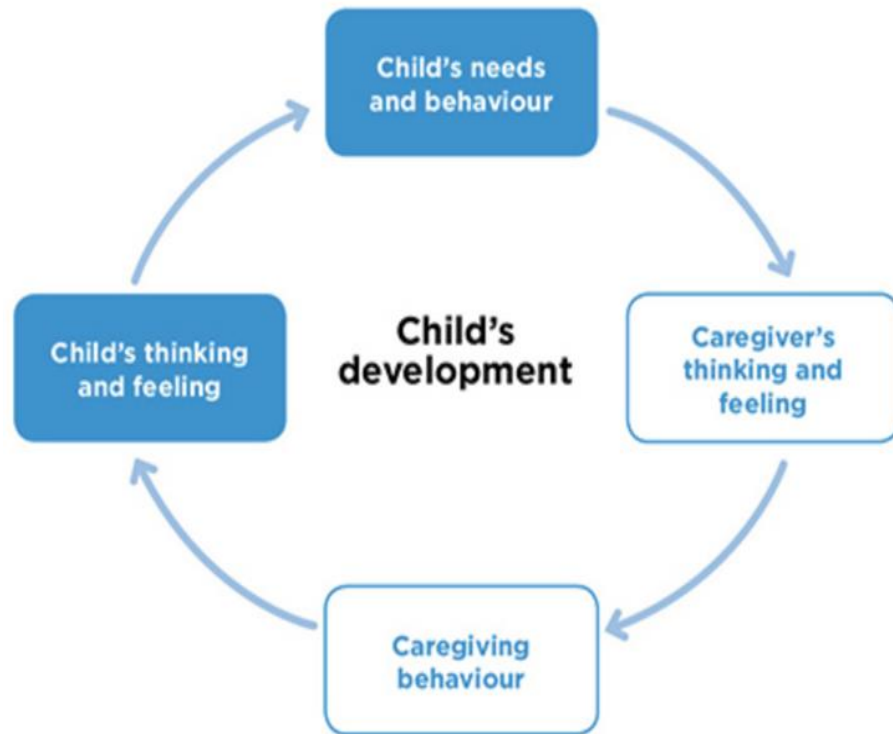 Child's needs
and behaviour
Caregiver's
thinking and
feeling
Caregiving
behaviour
Child's thinking
and feeling
Child's
development